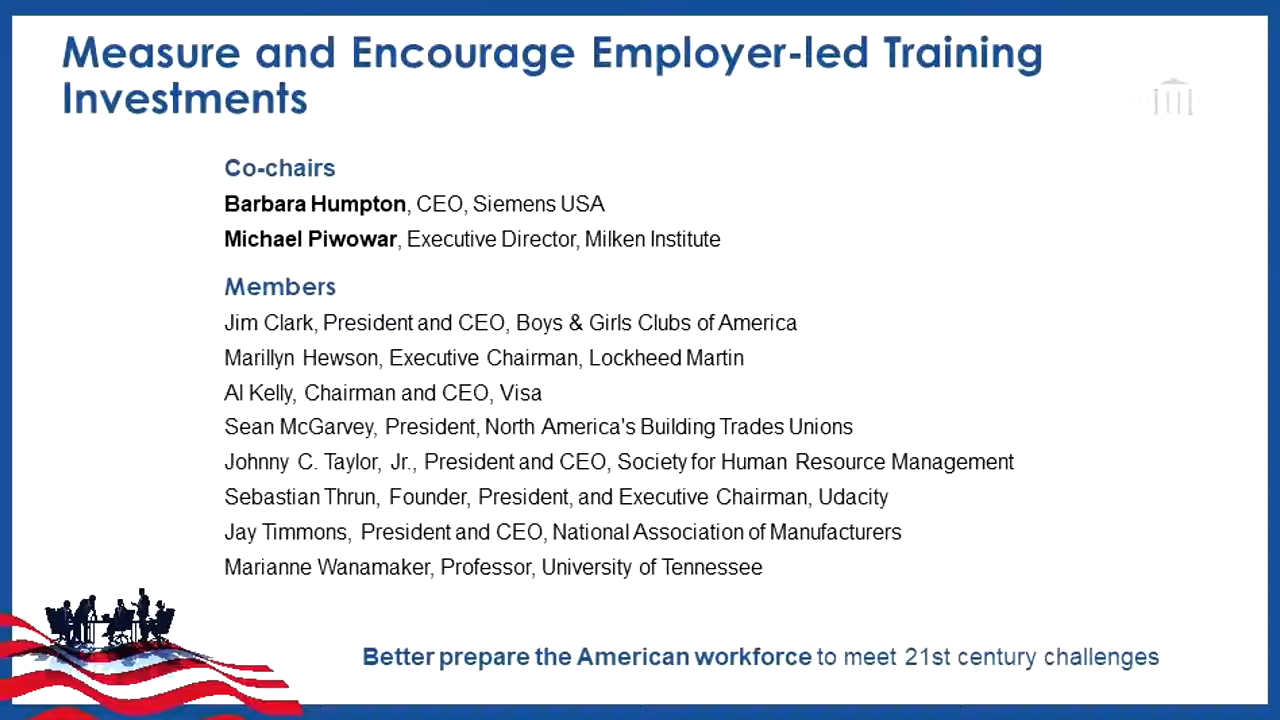 Measure and Encourage Employer-led Training
Investments
Co-chairs
Barbara Humpton, CEO, Siemens USA
Michael Piwowar, Executive Director, Milken Institute
Members
Jim Clark, President and CEO, Boys & Girls Clubs of America
Marillyn Hewson, Executive Chairman, Lockheed Martin
Al Kelly, Chairman and CEO, Visa
Sean McGarvey, President, North America's Building Trades Unions
Johnny C. Taylor, Jr., President and CEO, Society for Human Resource Management
Sebastian Thrun, Founder, President, and Executive Chairman, Udacity
Jay Timmons, President and CEO, National Association of Manufacturers
Marianne Wanamaker, Professor, University of Tennessee
Better prepare the American workforce to meet 21st century challenges